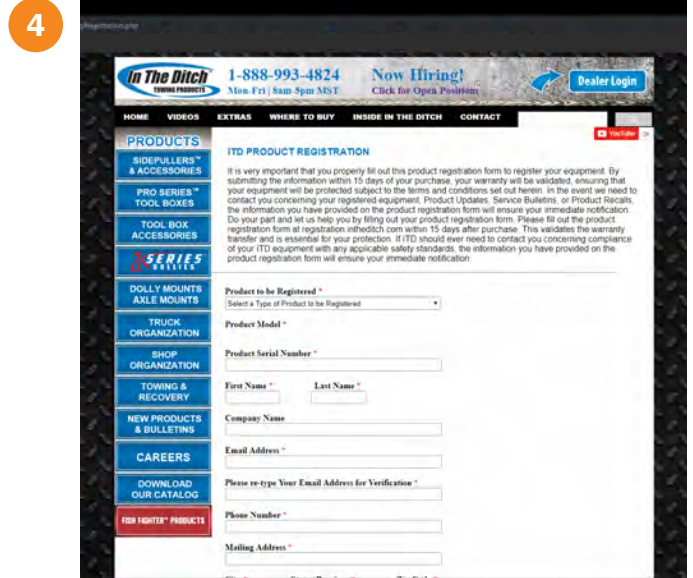 4
In The Ditch
TOWING PRODUCTS
1-888-993-4824
Mon-Fri | 8am-5pm MST
Now Hiring!
Click for Open Positions
Dealer Login
HOME VIDEOS EXTRAS WHERE TO BUY INSIDE IN THE DITCH CONTACT
YouTube
PRODUCTS
SIDEPULLERS™
& ACCESSORIES
PRO SERIES™
TOOL BOXES
TOOL BOX
ACCESSORIES
SERIES
DOLLIES
DOLLY MOUNTS
AXLE MOUNTS
TRUCK
ORGANIZATION
SHOP
ORGANIZATION
TOWING &
RECOVERY
NEW PRODUCTS
& BULLETINS
CAREERS
DOWNLOAD
OUR CATALOG
FISH FIGHTER™ PRODUCTS
ITD PRODUCT REGISTRATION
It is very important that you properly fill out this product registration form to register your equipment. By
submitting the information within 15 days of your purchase, your warranty will be validated, ensuring that
your equipment will be protected subject to the terms and conditions set out herein. In the event we need to
contact you concerning your registered equipment, Product Updates, Service Bulletins, or Product Recalls,
the information you have provided on the product registration form will ensure your immediate notification.
Do your part and let us help you by filling out your product registration form. Please fill out the product
registration form at registration.intheditch.com within 15 days after purchase. This validates the warranty
transfer and is essential for your protection. If ITD should ever need to contact you concerning compliance
of your ITD equipment with any applicable safety standards, the information you have provided on the
product registration form will ensure your immediate notification
Product to be Registered *
Select a Type of Product to be Registered
Product Model *
Product Serial Number *
First Name * Last Name *
Company Name
Email Address *
Please re-type Your Email Address for Verification *
Phone Number *
Mailing Address *